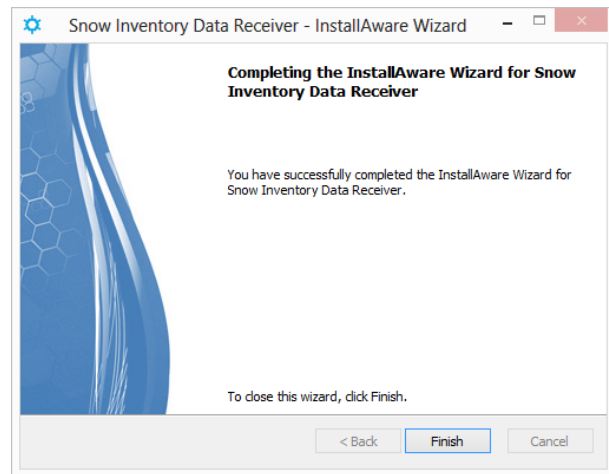 Snow Inventory Data Receiver - InstallAware Wizard
Completing the InstallAware Wizard for Snow
Inventory Data Receiver
You have successfully completed the InstallAware Wizard for
Snow Inventory Data Receiver.
To close this wizard, click Finish.
< Back Finish Cancel